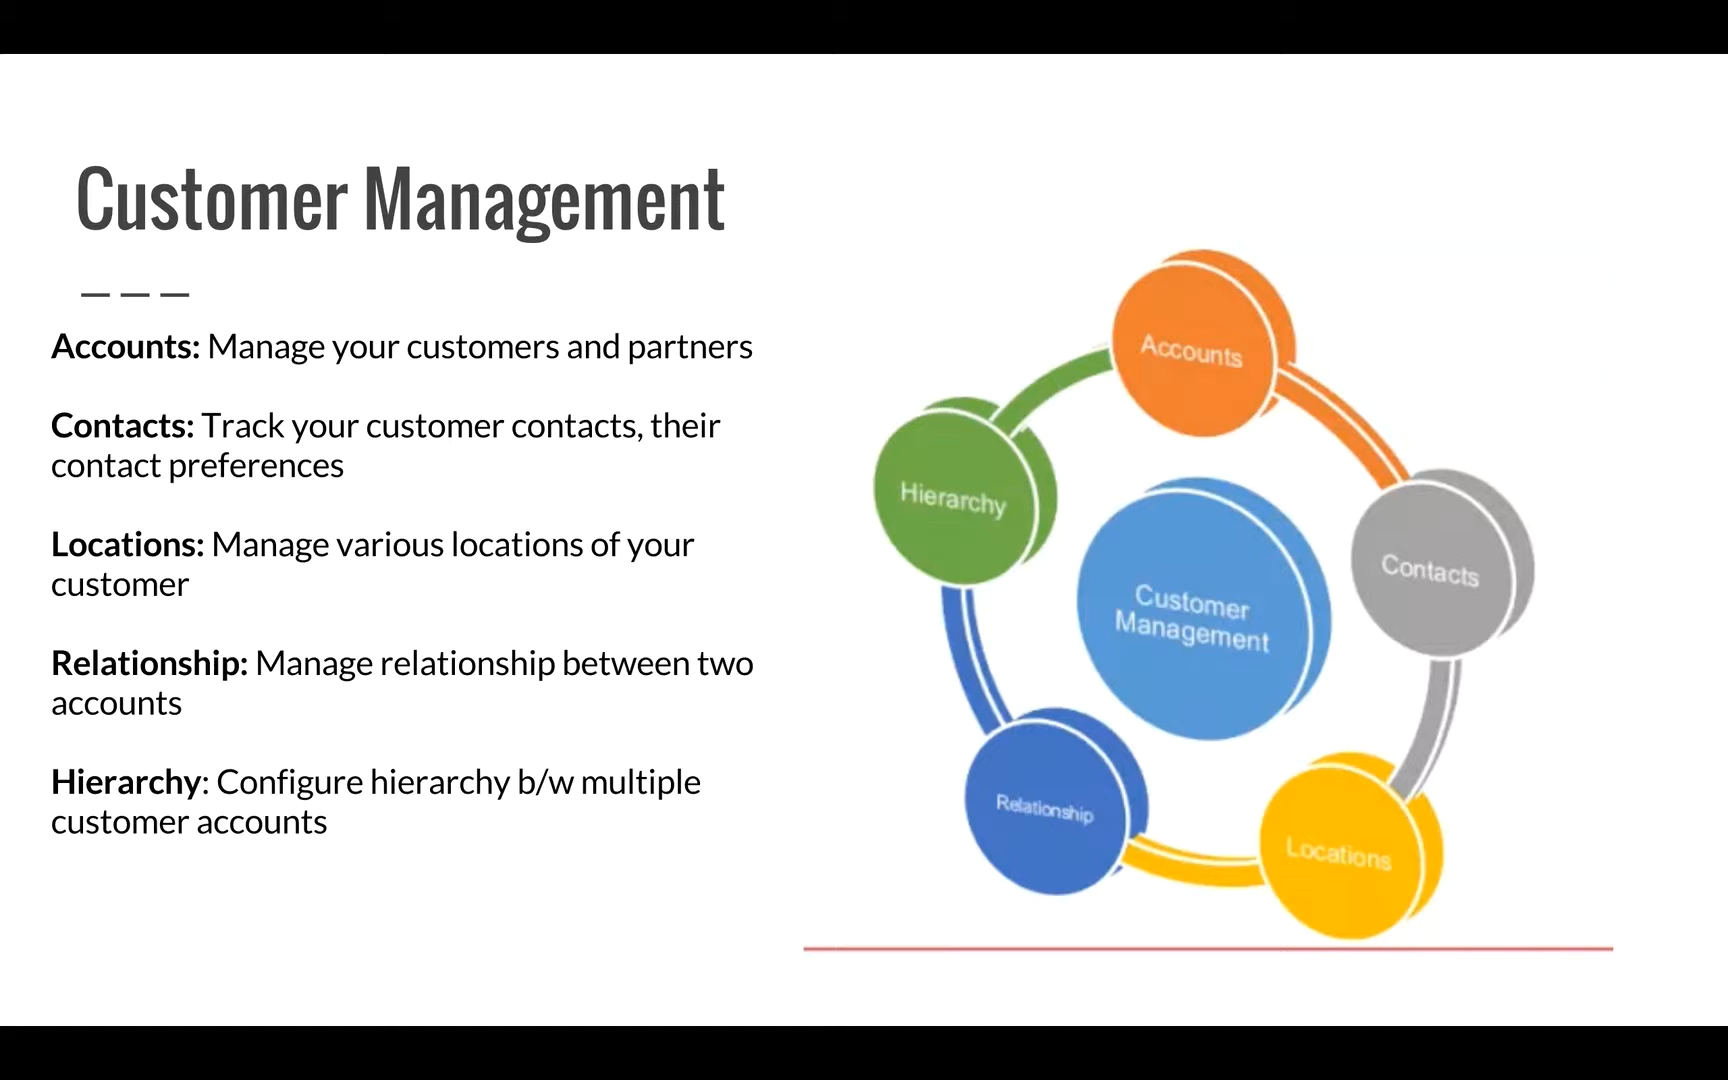 Customer Management
Accounts: Manage your customers and partners
Contacts: Track your customer contacts, their
contact preferences
Locations: Manage various locations of your
customer
Relationship: Manage relationship between two
accounts
Hierarchy: Configure hierarchy b/w multiple
customer accounts
Accounts
Hierarchy
Contacts
Customer
Management
Relationship
Locations